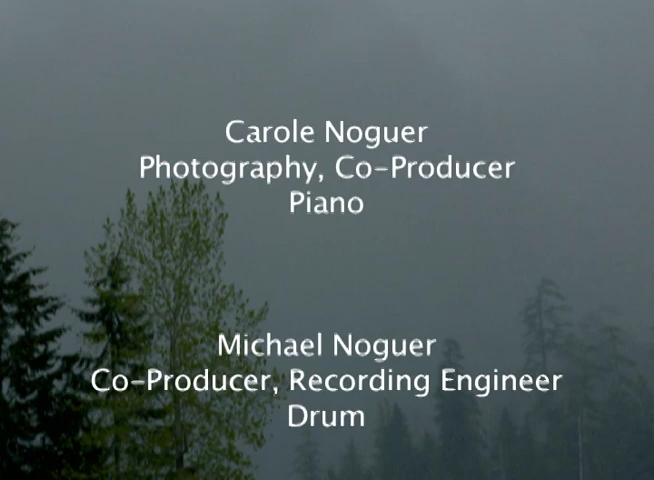 Carole Noguer
Photography, Co-Producer
Piano
Michael Noguer
Co-Producer, Recording Engineer
Drum